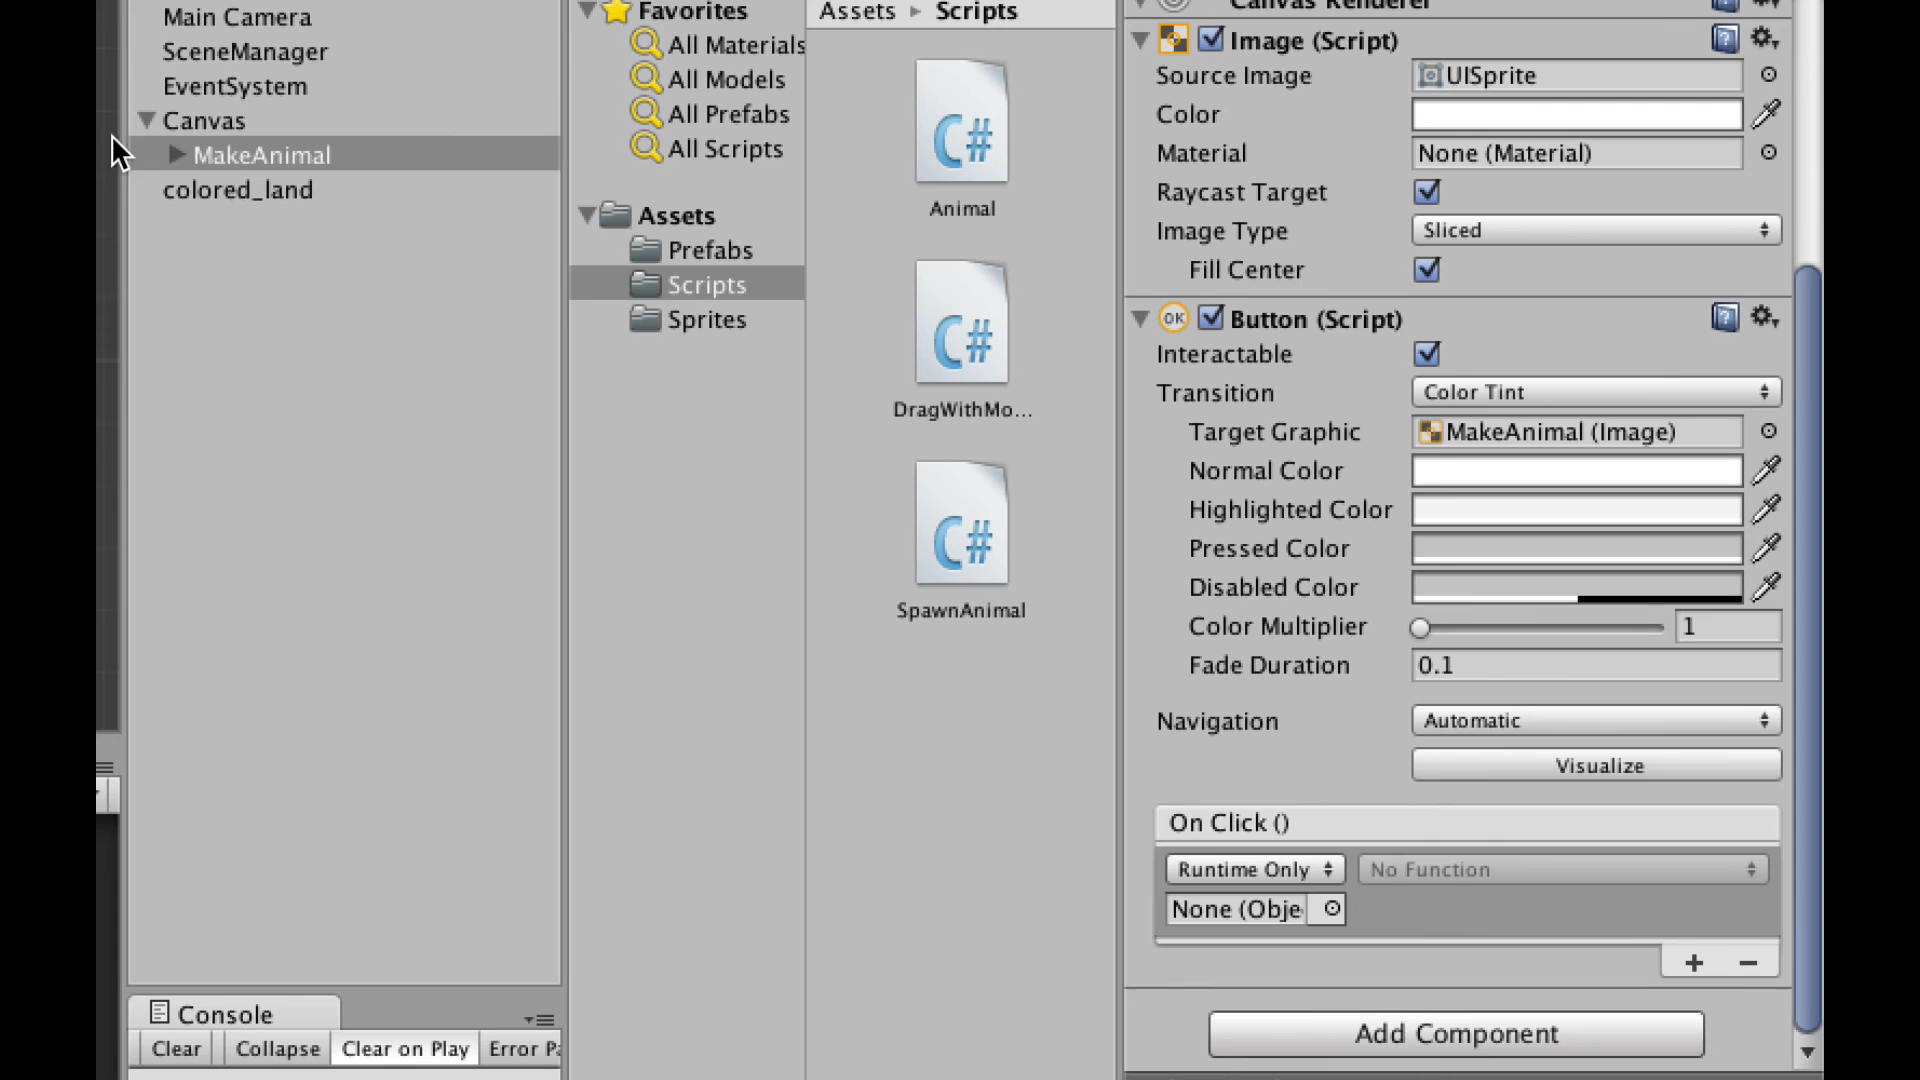 Main Camera
SceneManager
EventSystem
Canvas
MakeAnimal
colored_land
Console
Clear
Collapse
Clear on Play
Error Pa
Favorites
All Materials
All Models
All Prefabs
All Scripts
Assets
Prefabs
Scripts
Sprites
Assets Scripts
C#
Animal
C#
DragWithMo...
C#
SpawnAnimal
Canvas Renderer
Image (Script)
Source Image UISprite
Color
Material None (Material)
Raycast Target
Image Type Sliced
Fill Center
OK Button (Script)
Interactable
Transition Color Tint
Target Graphic MakeAnimal (Image)
Normal Color
Highlighted Color
Pressed Color
Disabled Color
Color Multiplier 1
Fade Duration 0.1
Navigation Automatic
Visualize
On Click ()
Runtime Only No Function
None (Obje
+ −
Add Component